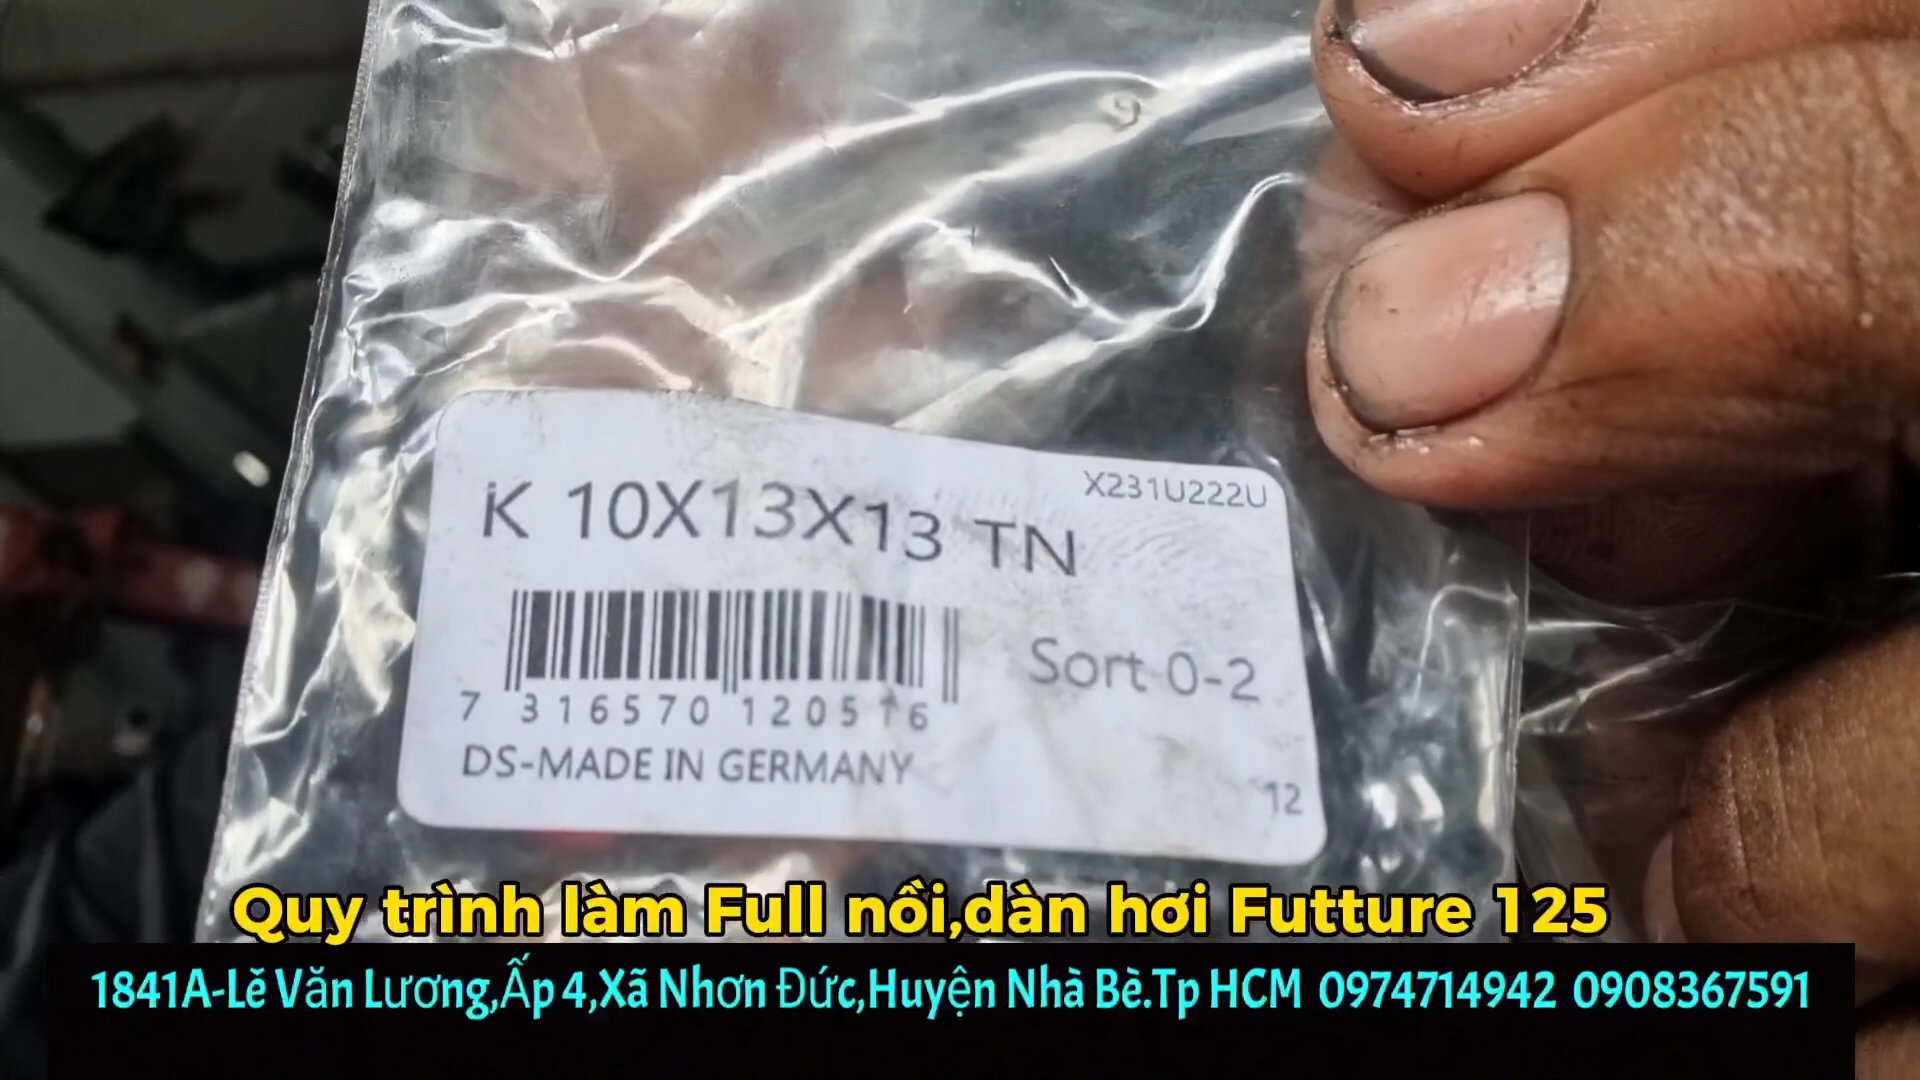 X231U222U
K 10X13X13 TN
Sort 0-2
7 316570 120516
DS-MADE IN GERMANY
12
Quy trình làm Full nồi,dàn hơi Futture 125
1841A-Lê Văn Lương,Ấp 4,Xã Nhơn Đức,Huyện Nhà Bè.Tp HCM 0974714942 0908367591